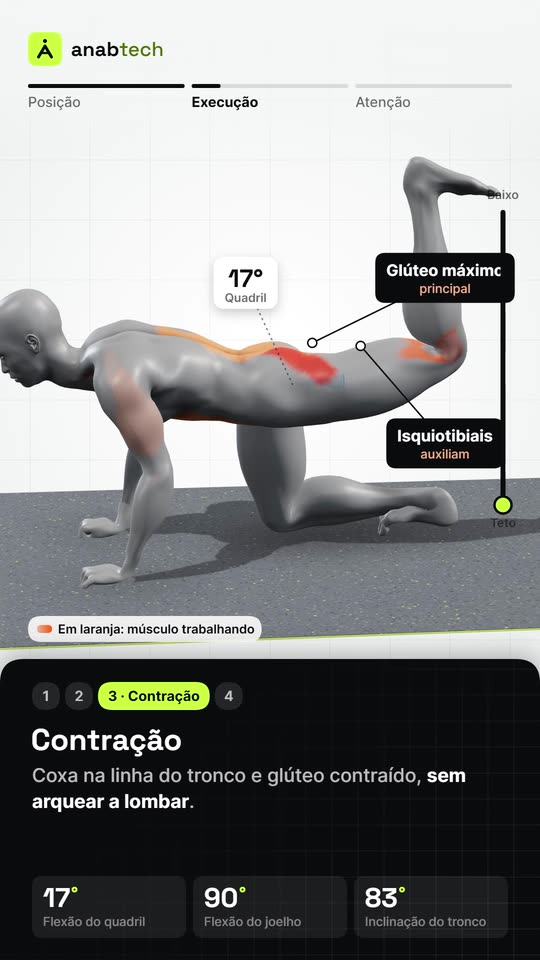 anabtech
Posição
Execução
Atenção
Baixo
17°
Quadril
Glúteo máximo
principal
Isquiotibiais
auxiliam
Teto
Em laranja: músculo trabalhando
1
2
3 · Contração
4
Contração
Coxa na linha do tronco e glúteo contraído, sem
arquear a lombar.
17°
90°
83°
Flexão do quadril
Flexão do joelho
Inclinação do tronco